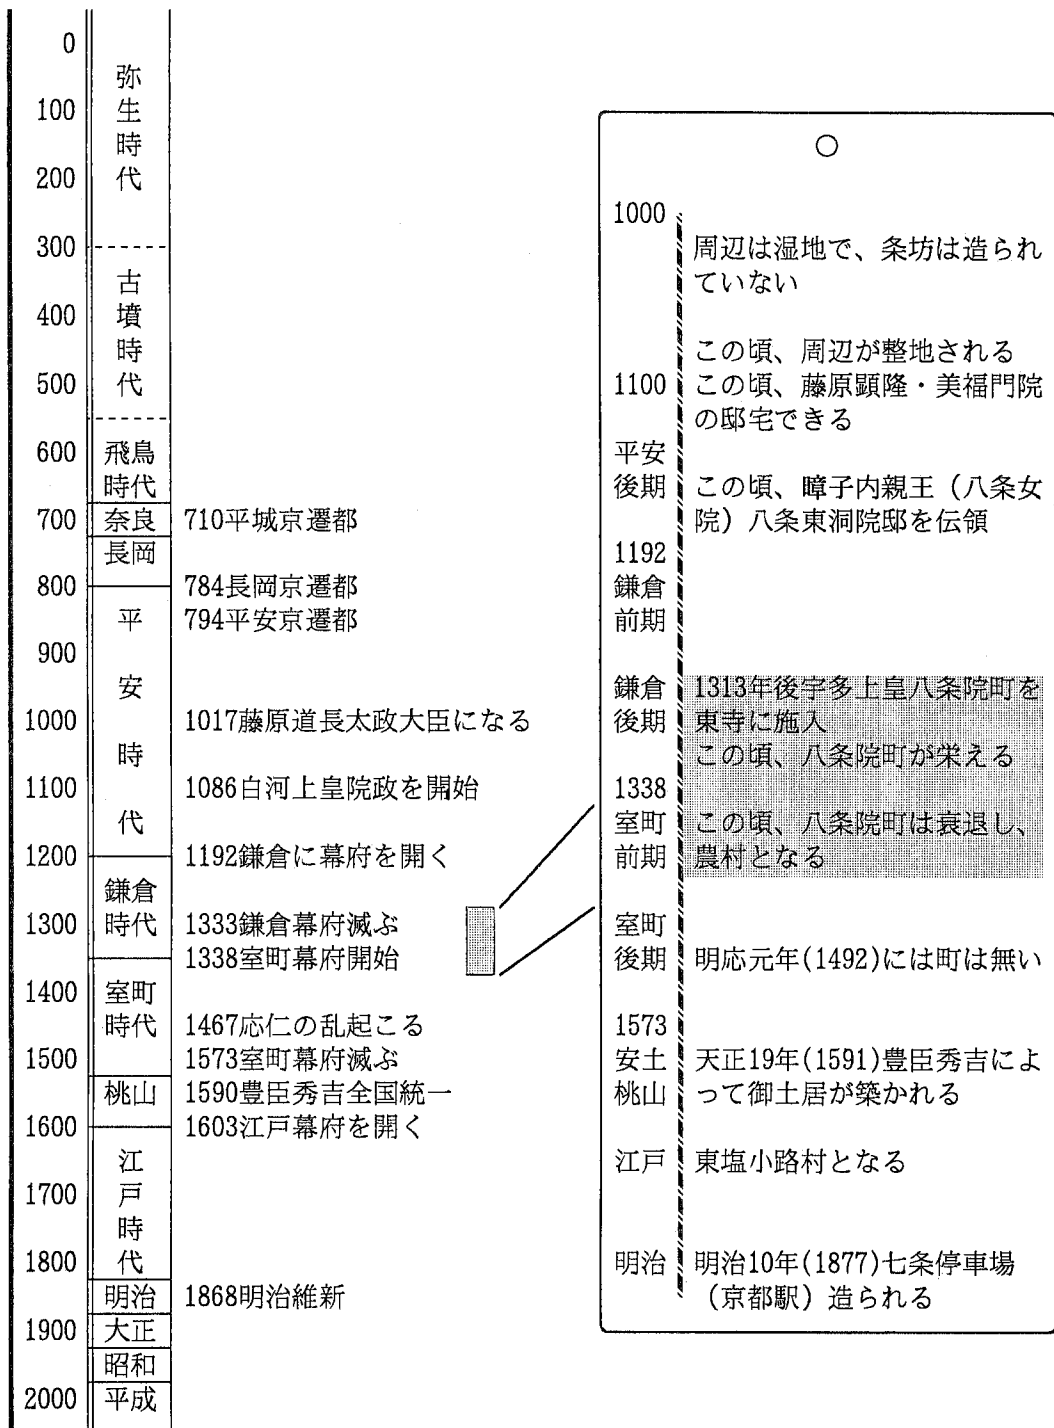 0
弥生時代
100
200
300
古墳時代
400
500
600
飛鳥
時代
700
奈良
710平城京遷都
長岡
800
784長岡京遷都
794平安京遷都
平安時代
900
1000
1017藤原道長太政大臣になる
1100
1086白河上皇院政を開始
1200
1192鎌倉に幕府を開く
鎌倉
時代
1300
1333鎌倉幕府滅ぶ
1338室町幕府開始
1400
室町
時代
1467応仁の乱起こる
1500
1573室町幕府滅ぶ
桃山
1590豊臣秀吉全国統一
1600
1603江戸幕府を開く
江戸時代
1700
1800
明治
1868明治維新
1900
大正
昭和
2000
平成
1000
周辺は湿地で、条坊は造られ
ていない
この頃、周辺が整地される
1100
この頃、藤原顕隆・美福門院
の邸宅できる
平安
後期
この頃、暲子内親王（八条女
院）八条東洞院邸を伝領
1192
鎌倉
前期
鎌倉
後期
1313年後宇多上皇八条院町を
東寺に施入
この頃、八条院町が栄える
1338
室町
前期
この頃、八条院町は衰退し、
農村となる
室町
後期
明応元年(1492)には町は無い
1573
安土
桃山
天正19年(1591)豊臣秀吉によ
って御土居が築かれる
江戸
東塩小路村となる
明治
明治10年(1877)七条停車場
（京都駅）造られる